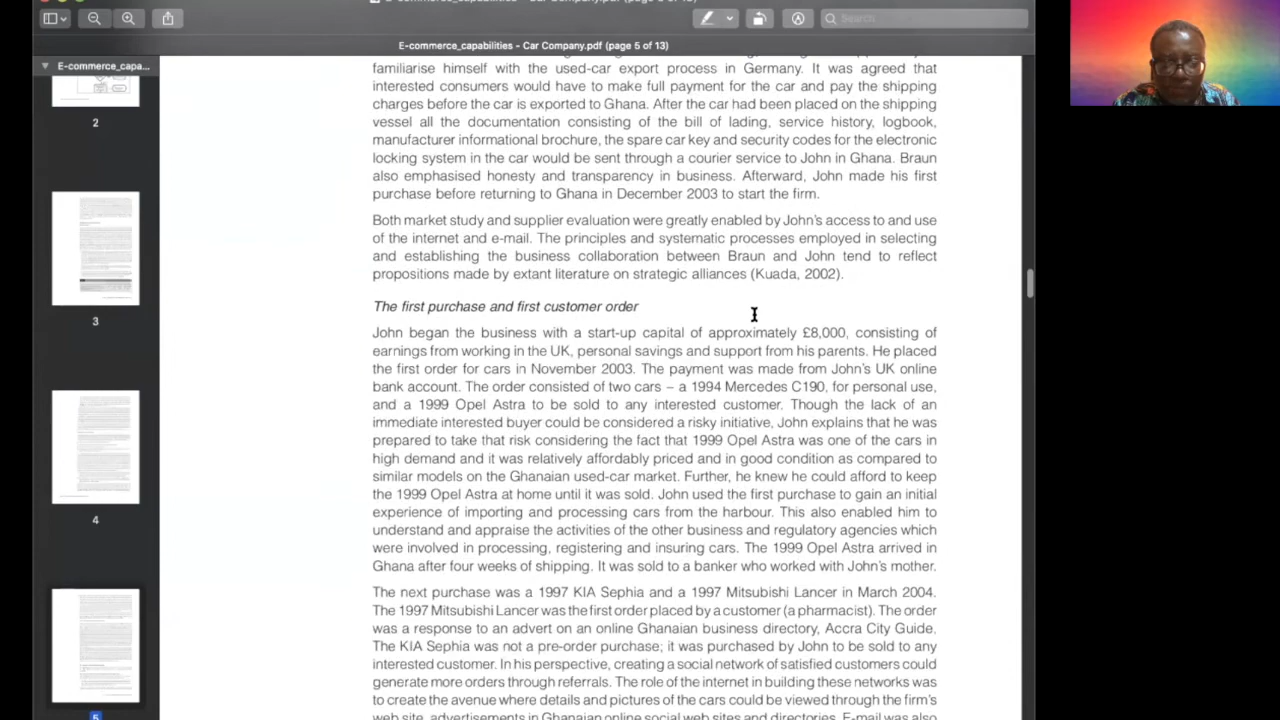 E-commerce_capabilities - Car Company.pdf (page 5 of 13)
Search
E-commerce_capabilities - Car Company.pdf (page 5 of 13)
E-commerce_capa...
2
3
4
5
familiarise himself with the used-car export process in Germany. It was agreed that
interested consumers would have to make full payment for the car and pay the shipping
charges before the car is exported to Ghana. After the car had been placed on the shipping
vessel all the documentation consisting of the bill of lading, service history, logbook,
manufacturer informational brochure, the spare car key and security codes for the electronic
locking system in the car would be sent through a courier service to John in Ghana. Braun
also emphasised honesty and transparency in business. Afterward, John made his first
purchase before returning to Ghana in December 2003 to start the firm.
Both market study and supplier evaluation were greatly enabled by John's access to and use
of the internet and e-mail. The principles and systematic processes employed in selecting
and establishing the business collaboration between Braun and John tend to reflect
propositions made by extant literature on strategic alliances (Kuada, 2002).
The first purchase and first customer order
John began the business with a start-up capital of approximately £8,000, consisting of
earnings from working in the UK, personal savings and support from his parents. He placed
the first order for cars in November 2003. The payment was made from John's UK online
bank account. The order consisted of two cars – a 1994 Mercedes C190, for personal use,
and a 1999 Opel Astra to be sold to any interested customer. Though the lack of an
immediate interested buyer could be considered a risky initiative, John explains that he was
prepared to take that risk considering the fact that 1999 Opel Astra was one of the cars in
high demand and it was relatively affordably priced and in good condition as compared to
similar models on the Ghanaian used-car market. Further, he knew he could afford to keep
the 1999 Opel Astra at home until it was sold. John used the first purchase to gain an initial
experience of importing and processing cars from the harbour. This also enabled him to
understand and appraise the activities of the other business and regulatory agencies which
were involved in processing, registering and insuring cars. The 1999 Opel Astra arrived in
Ghana after four weeks of shipping. It was sold to a banker who worked with John's mother.
The next purchase was a 1997 KIA Sephia and a 1997 Mitsubishi Lancer in March 2004.
The 1997 Mitsubishi Lancer was the first order placed by a customer (a pharmacist). The order
was a response to an advert on an online Ghanaian business directory, Accra City Guide.
The KIA Sephia was not a pre-order purchase; it was purchased by John to be sold to any
interested customer. In his perspective, creating a social network of satisfied customers could
generate more orders through referrals. The role of the internet in building these networks was
to create the avenue where details and pictures of the cars could be viewed through the firm's
web site, advertisements in Ghanaian online social web sites and directories. E-mail was also